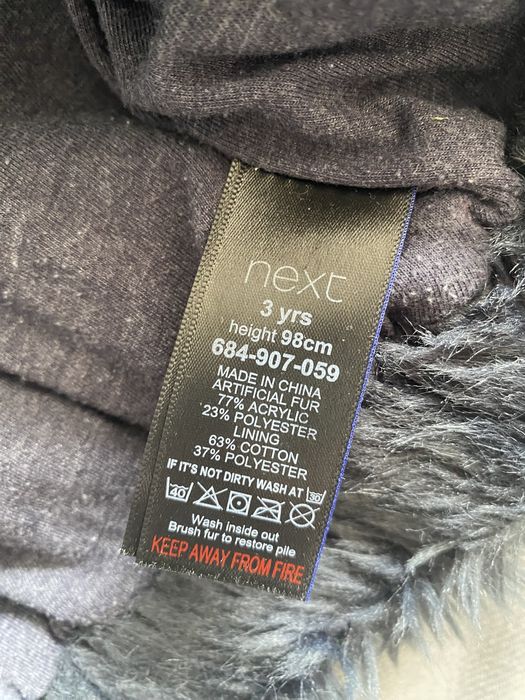 next
3 yrs
height 98cm
684-907-059
MADE IN CHINA
ARTIFICIAL FUR
77% ACRYLIC
23% POLYESTER
LINING
63% COTTON
37% POLYESTER
IF IT'S NOT DIRTY WASH AT 30
40
Wash inside out
Brush fur to restore pile
KEEP AWAY FROM FIRE